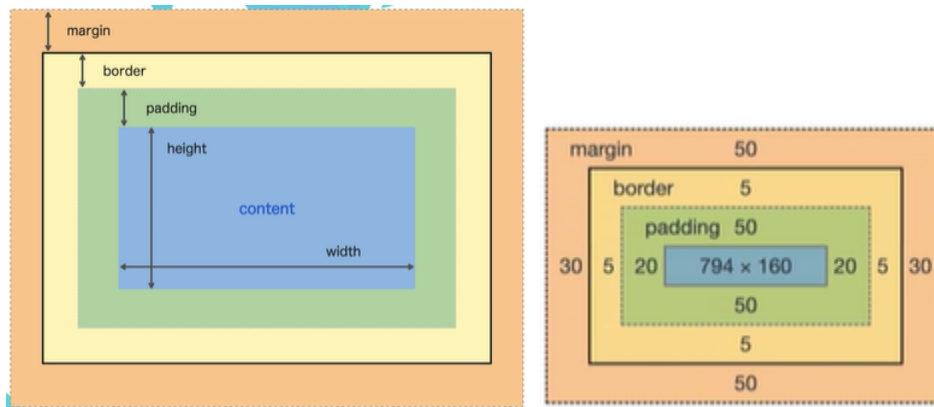 margin
border
padding
height
content
width
margin 50
border 5
padding 50
30 5 20 794 × 160 20 5 30
50
5
50